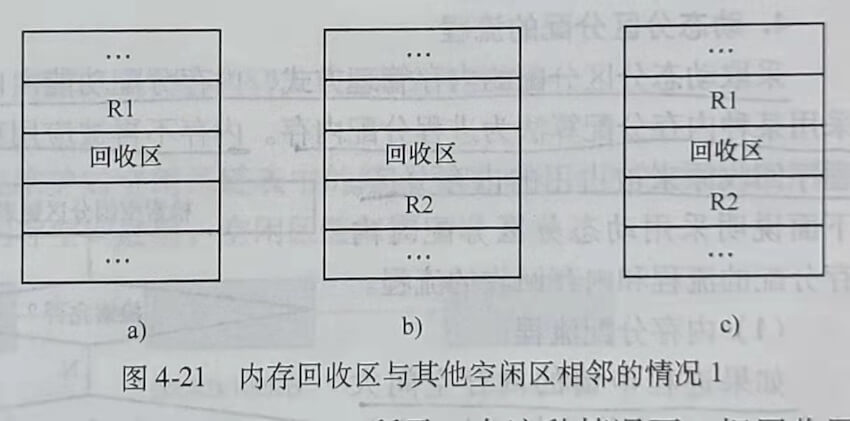 … … …
R1 R1
回收区 回收区 回收区
R2 R2
… … …
a) b) c)
图 4-21 内存回收区与其他空闲区相邻的情况 1